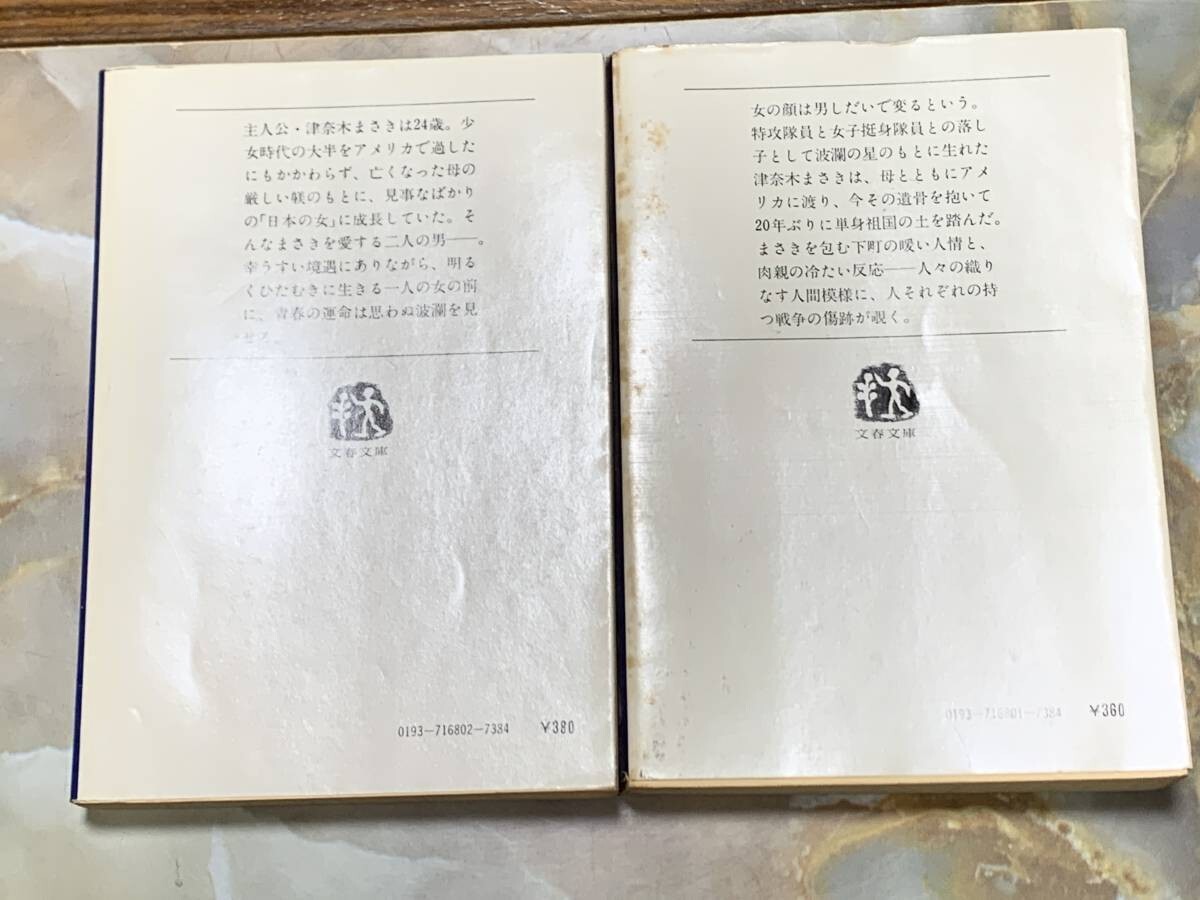 主人公・津奈木まさきは24歳。少
女時代の大半をアメリカで過した
にもかかわらず、亡くなった母の
厳しい躾のもとに、見事なばかり
の「日本の女」に成長していた。そ
んなまさきを愛する二人の男――。
幸うすい境遇にありながら、明る
くひたむきに生きる一人の女の前
に、青春の運命は思わぬ波瀾を見
せる。
文春文庫
0193-716802-7384 ¥380
女の顔は男しだいで変るという。
特攻隊員と女子挺身隊員との落し
子として波瀾の星のもとに生れた
津奈木まさきは、母とともにアメ
リカに渡り、今その遺骨を抱いて
20年ぶりに単身祖国の土を踏んだ。
まさきを包む下町の暖い人情と、
肉親の冷たい反応――人々の織り
なす人間模様に、人それぞれの持
つ戦争の傷跡が覗く。
文春文庫
0193-716801-7384 ¥360